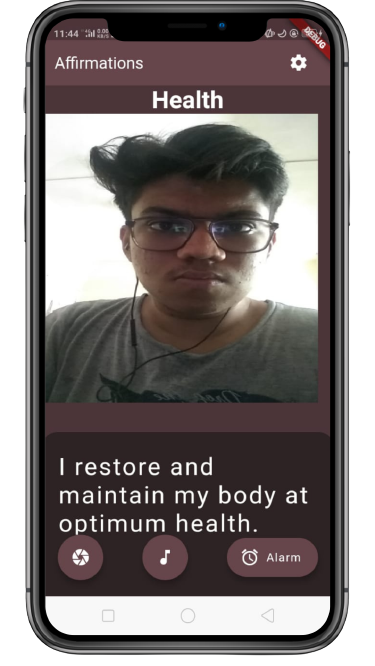 11:44
DEBUG
Affirmations
Health
I restore and
maintain my body at
optimum health.
Alarm